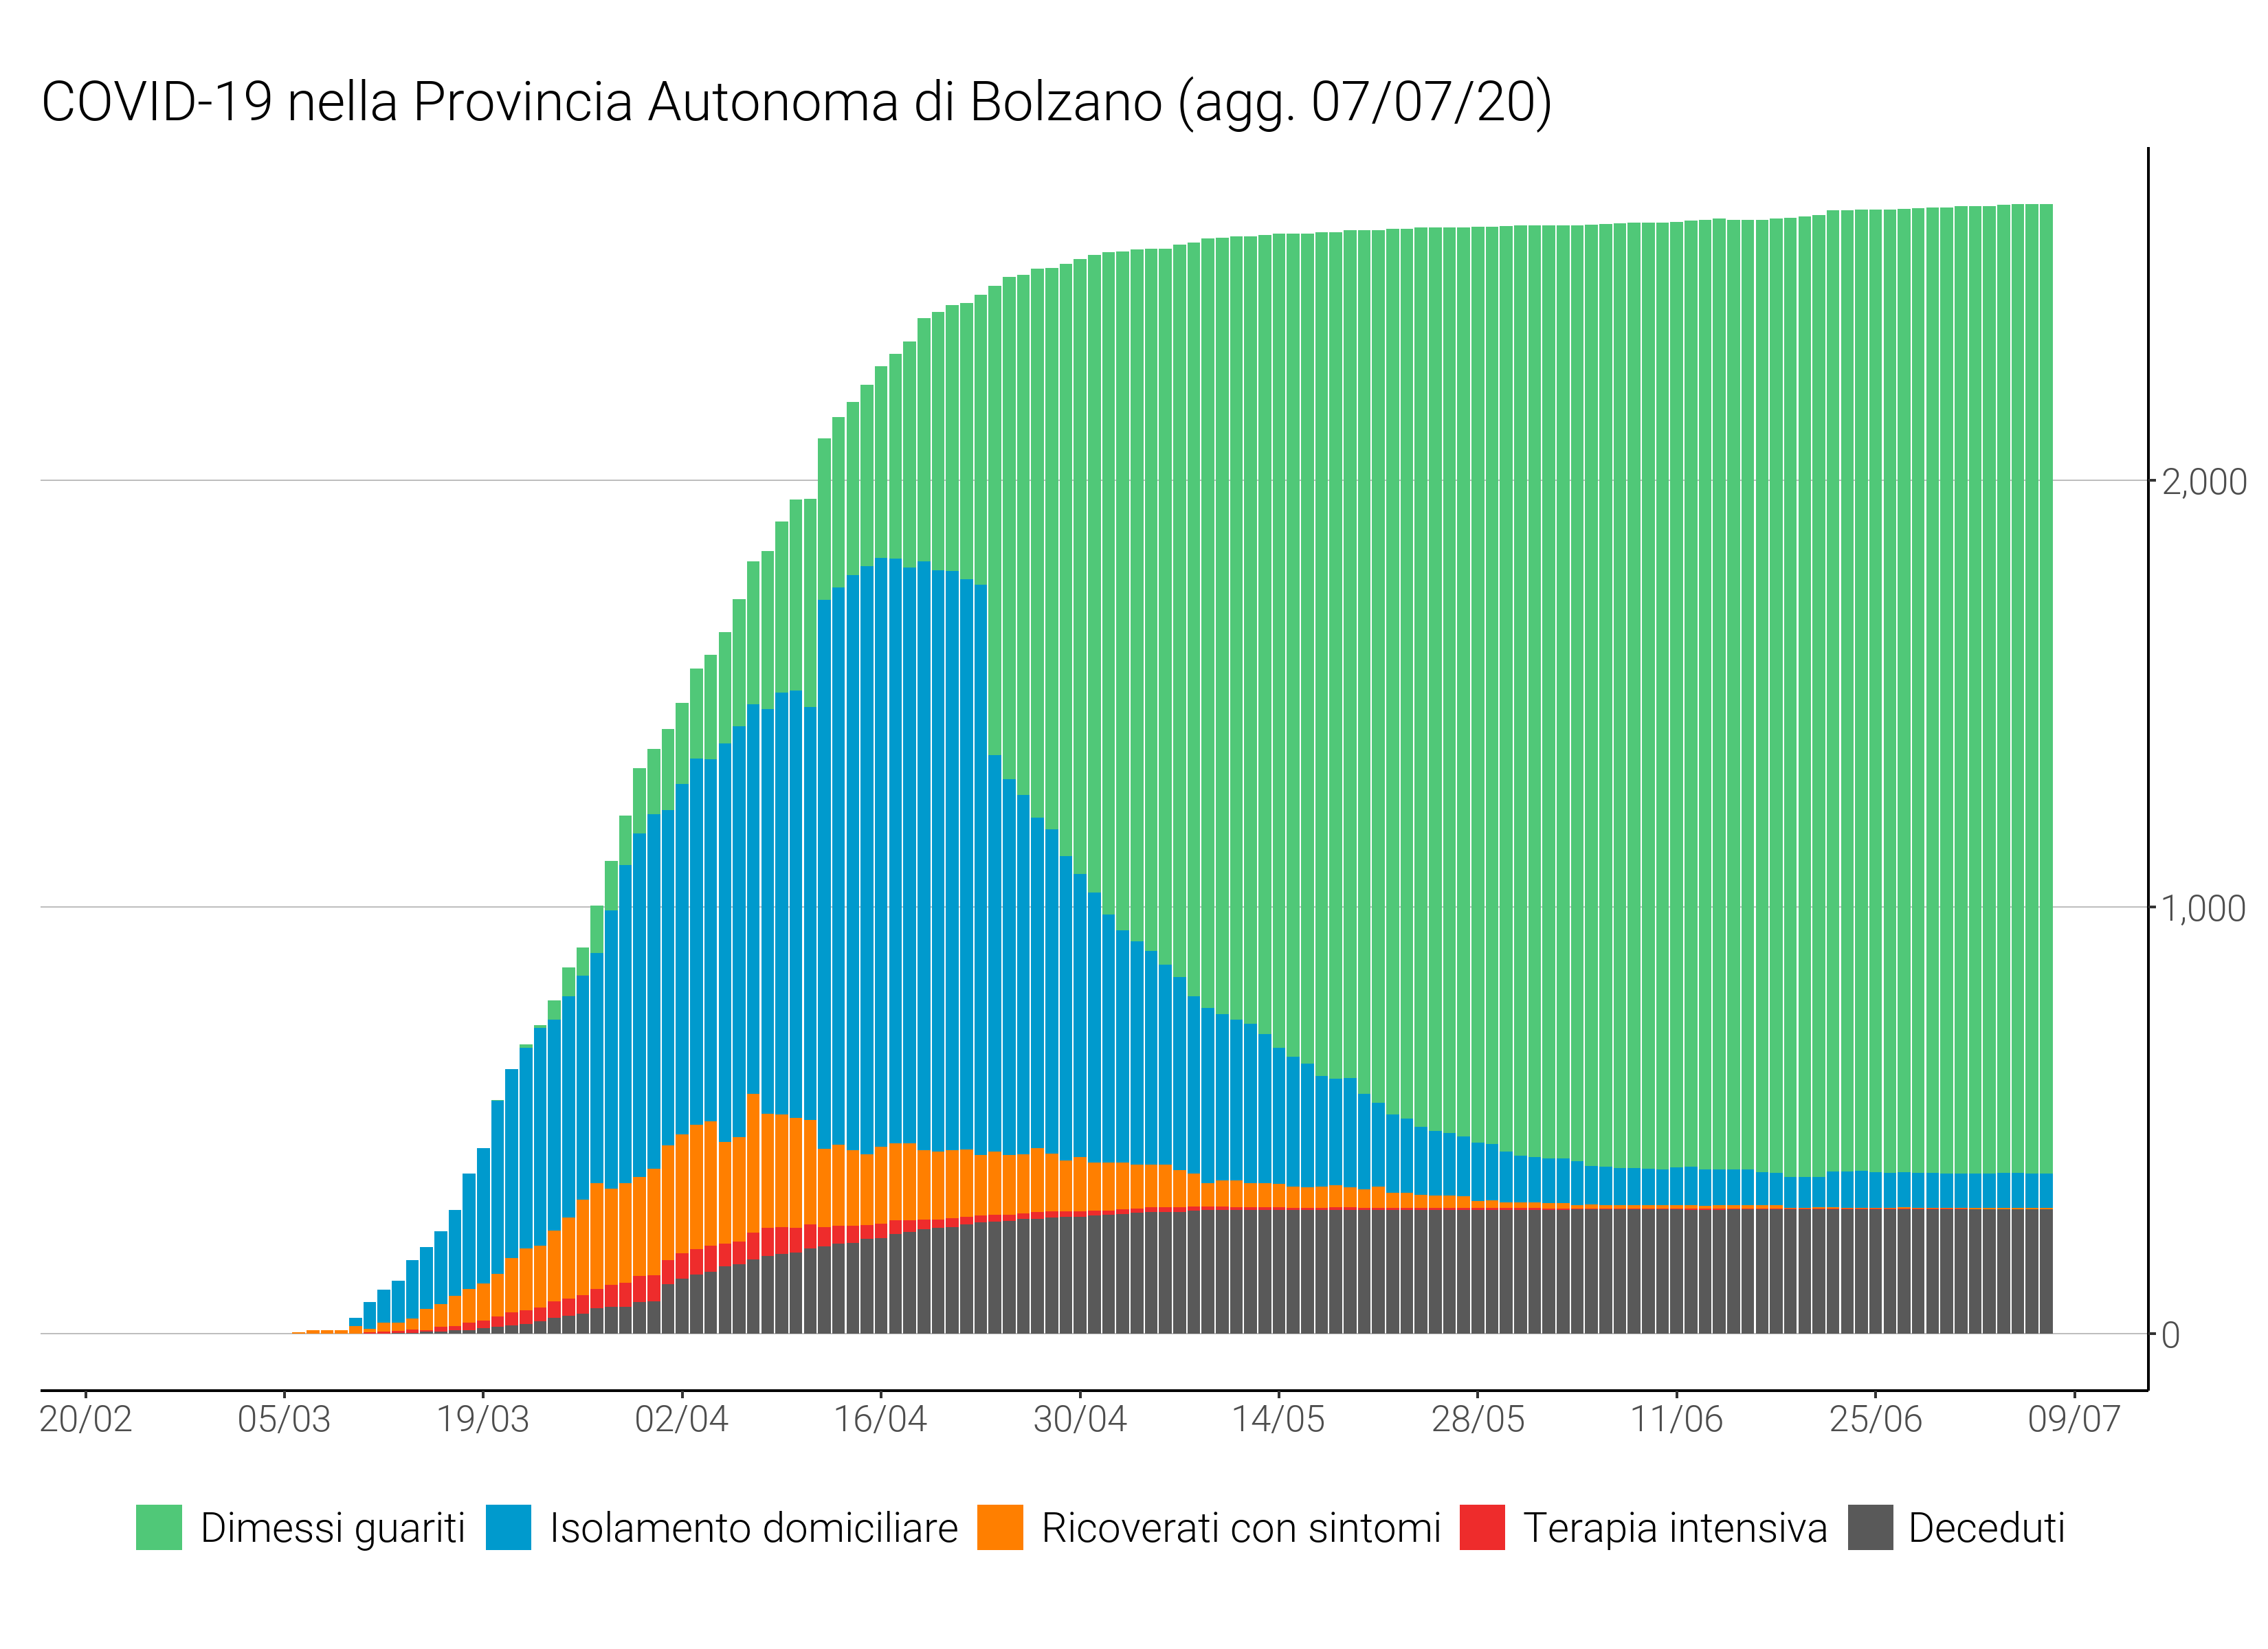 COVID-19 nella Provincia Autonoma di Bolzano (agg. 07/07/20)
2,000
1,000
0
20/02 05/03 19/03 02/04 16/04 30/04 14/05 28/05 11/06 25/06 09/07
Dimessi guariti Isolamento domiciliare Ricoverati con sintomi Terapia intensiva Deceduti